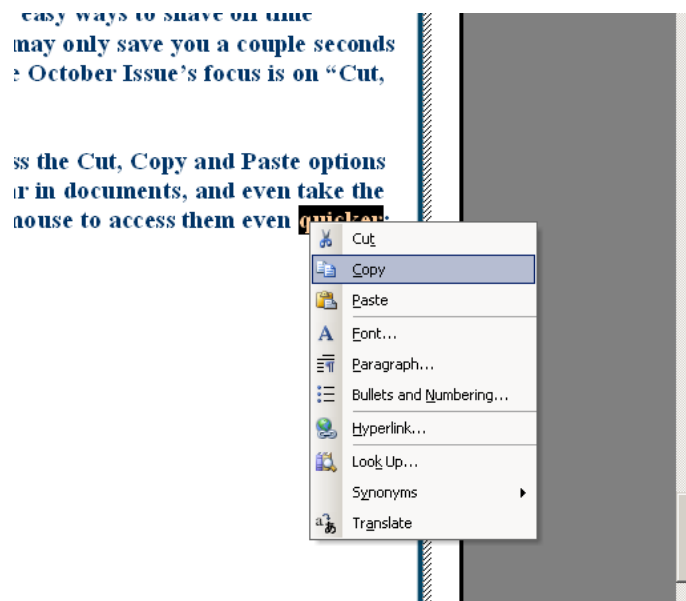 easy ways to shave off time
may only save you a couple seconds
e October Issue's focus is on “Cut,
ss the Cut, Copy and Paste options
ar in documents, and even take the
mouse to access them even quicker:
Cut
Copy
Paste
Font...
Paragraph...
Bullets and Numbering...
Hyperlink...
Look Up...
Synonyms
Translate